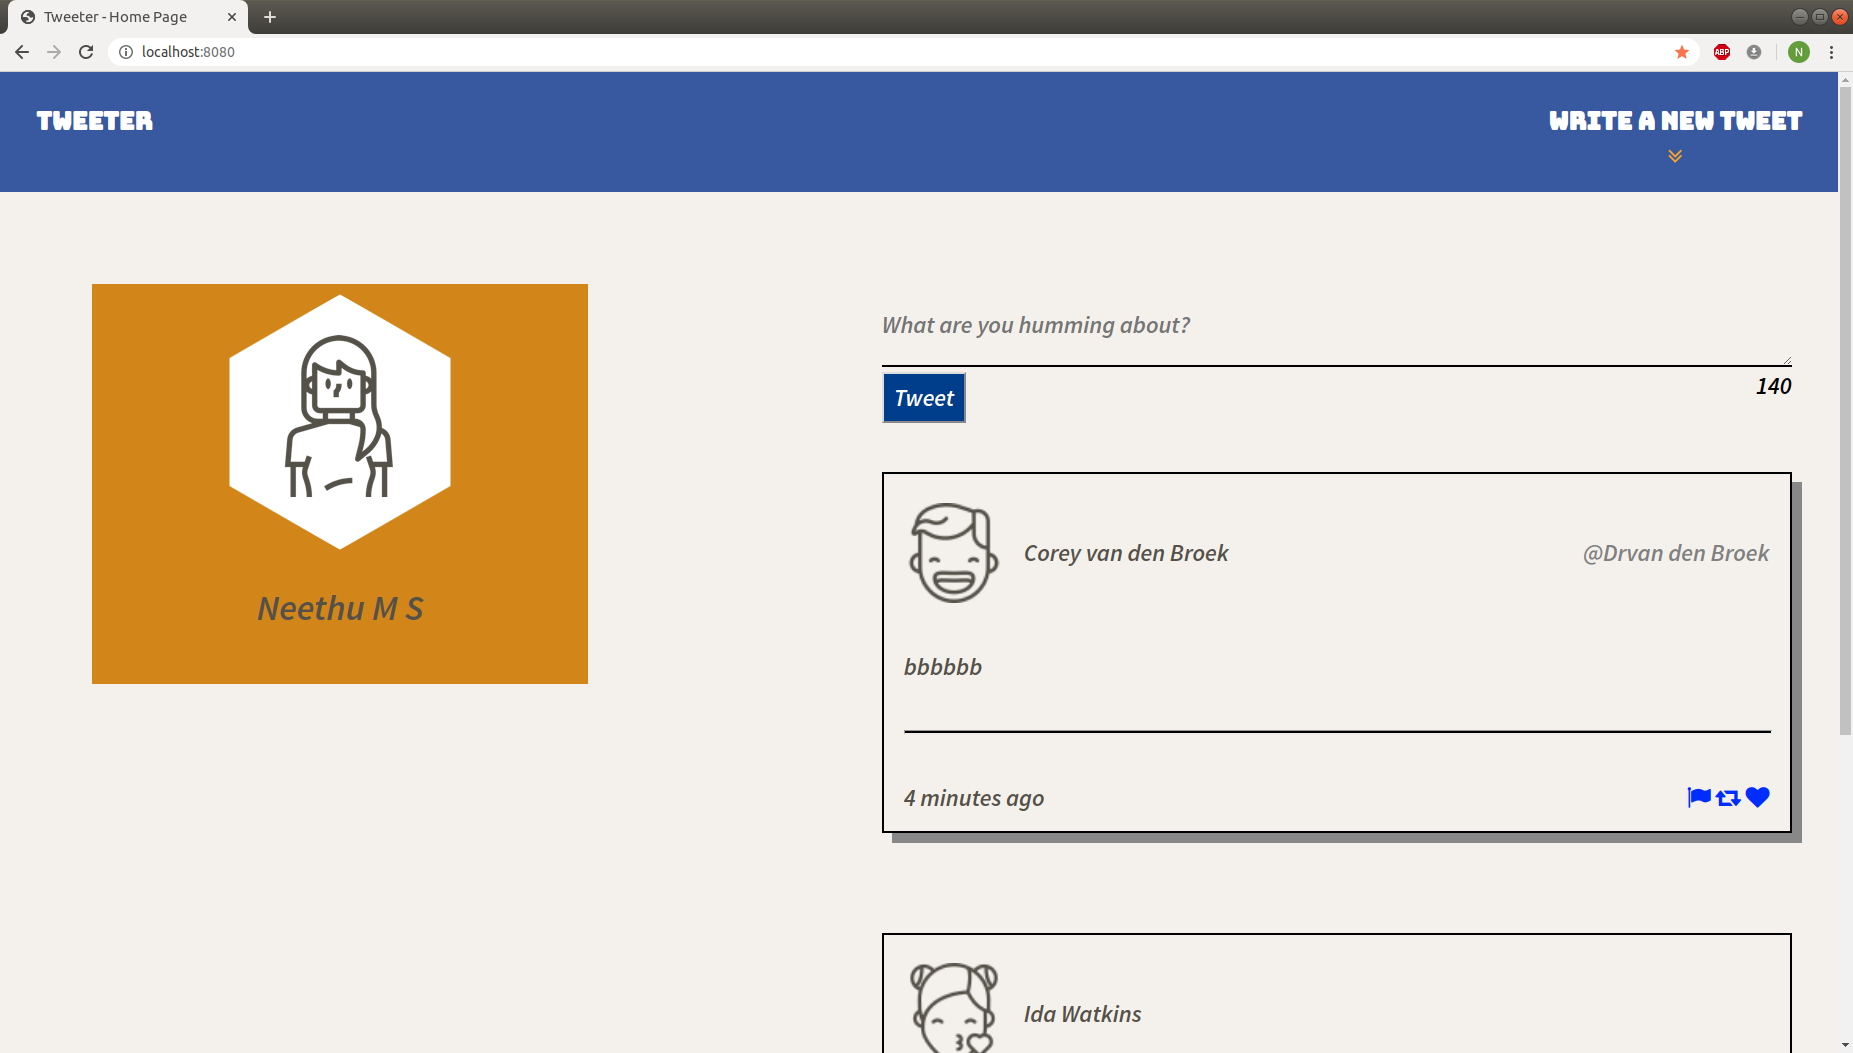 Tweeter - Home Page
localhost:8080
ABP
N
TWEETER
WRITE A NEW TWEET
Neethu M S
What are you humming about?
Tweet
140
Corey van den Broek
@Drvan den Broek
bbbbbb
4 minutes ago
Ida Watkins